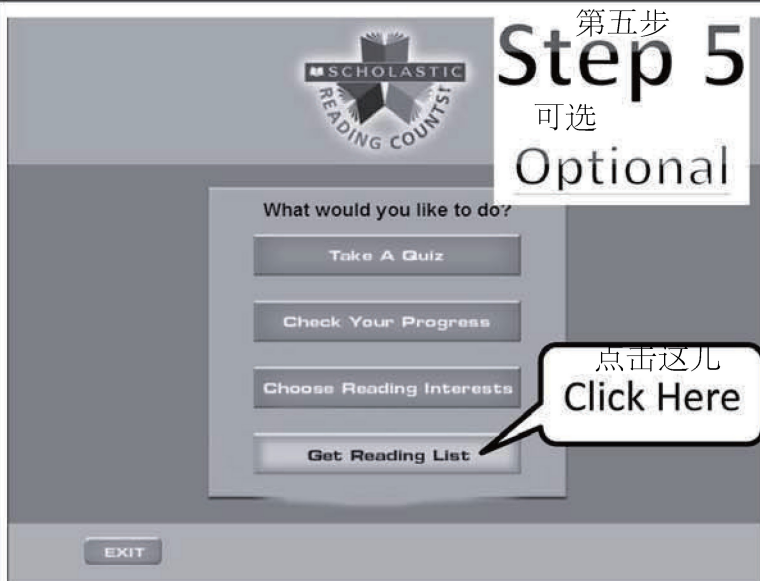 SCHOLASTIC
READING COUNTS!
第五步
Step 5
可选
Optional
What would you like to do?
Take A Quiz
Check Your Progress
Choose Reading Interests
Get Reading List
点击这儿
Click Here
EXIT